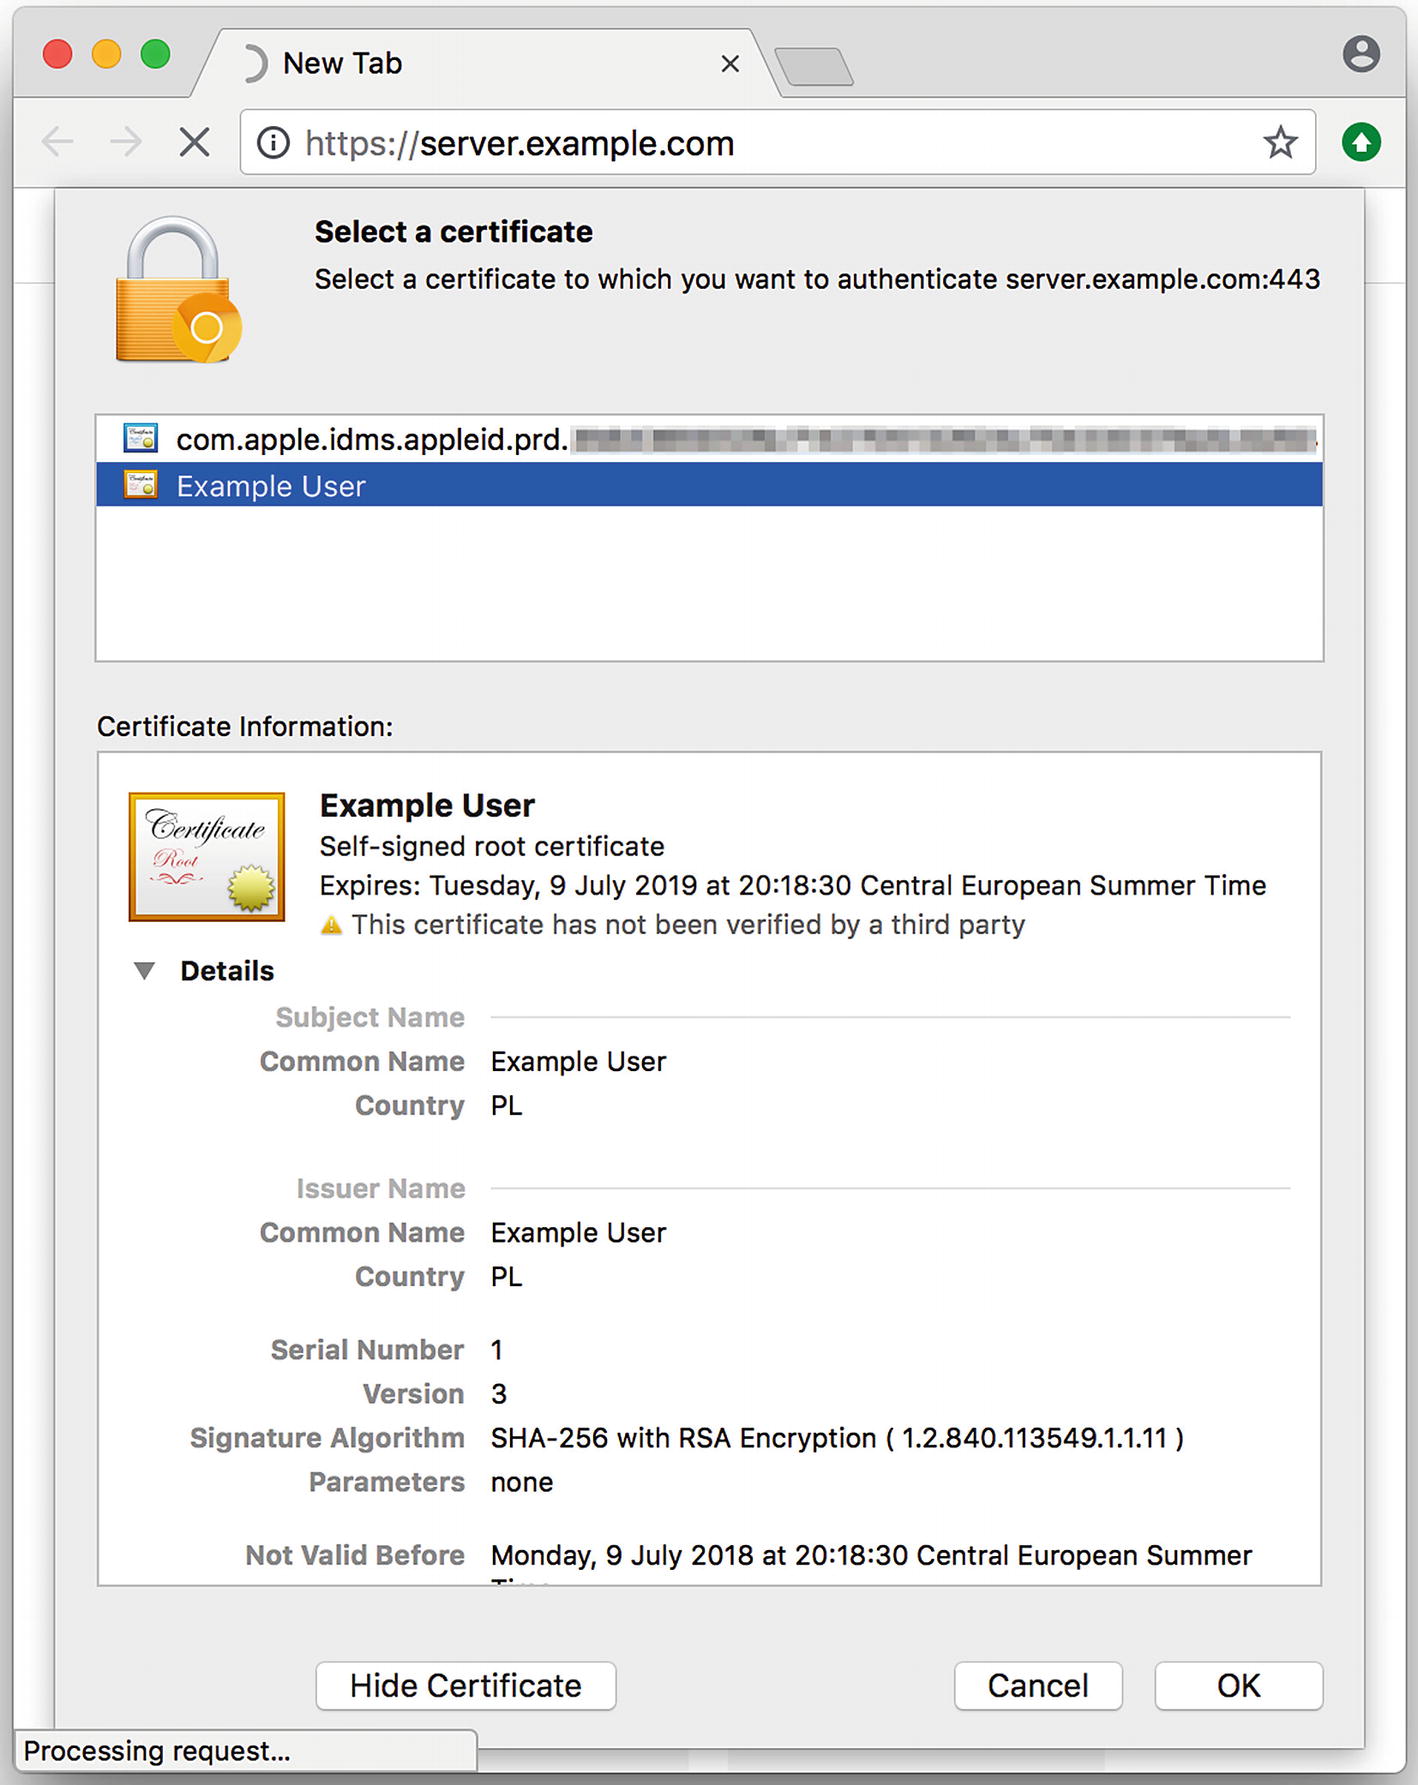 New Tab
https://server.example.com
Select a certificate
Select a certificate to which you want to authenticate server.example.com:443
com.apple.idms.appleid.prd.
Example User
Certificate Information:
Certificate
Root
Example User
Self-signed root certificate
Expires: Tuesday, 9 July 2019 at 20:18:30 Central European Summer Time
This certificate has not been verified by a third party
Details
Subject Name
Common Name Example User
Country PL
Issuer Name
Common Name Example User
Country PL
Serial Number 1
Version 3
Signature Algorithm SHA-256 with RSA Encryption ( 1.2.840.113549.1.1.11 )
Parameters none
Not Valid Before Monday, 9 July 2018 at 20:18:30 Central European Summer
Hide Certificate Cancel OK
Processing request...